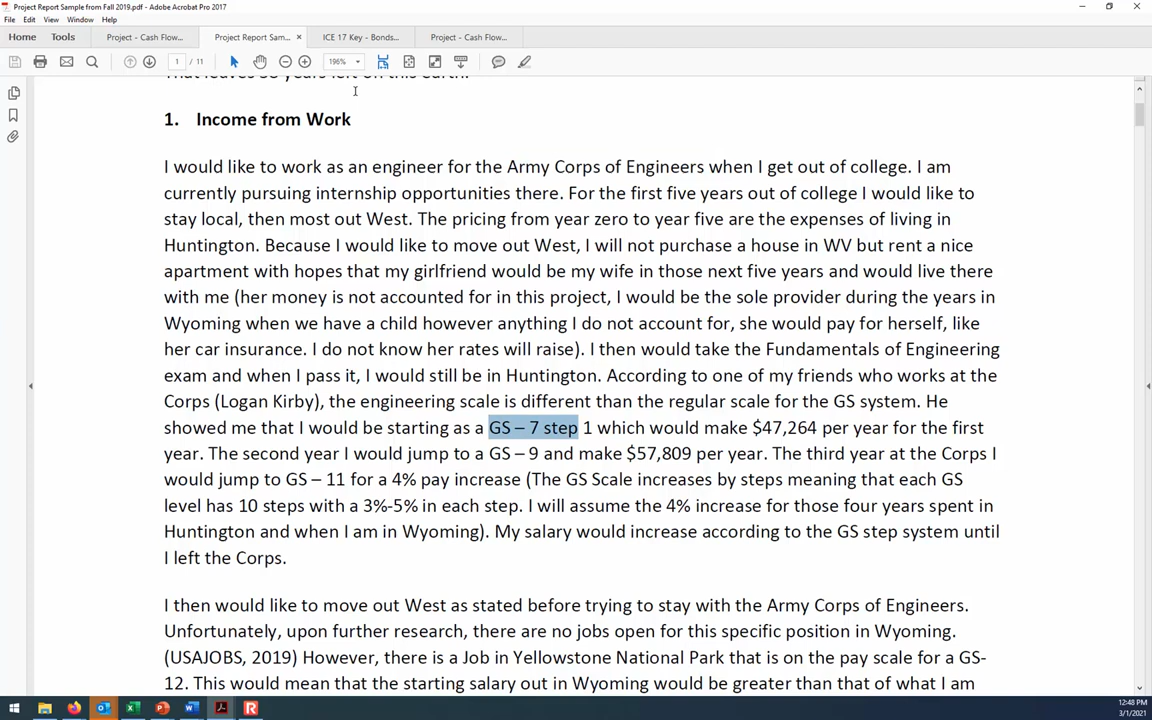 Project Report Sample from Fall 2019.pdf - Adobe Acrobat Pro 2017
File Edit View Window Help
Home Tools Project - Cash Flow... Project Report Sam... × ICE 17 Key - Bonds... Project - Cash Flow...
1 / 11 196%
That leaves 58 years left on this earth.
1. Income from Work
I would like to work as an engineer for the Army Corps of Engineers when I get out of college. I am
currently pursuing internship opportunities there. For the first five years out of college I would like to
stay local, then most out West. The pricing from year zero to year five are the expenses of living in
Huntington. Because I would like to move out West, I will not purchase a house in WV but rent a nice
apartment with hopes that my girlfriend would be my wife in those next five years and would live there
with me (her money is not accounted for in this project, I would be the sole provider during the years in
Wyoming when we have a child however anything I do not account for, she would pay for herself, like
her car insurance. I do not know her rates will raise). I then would take the Fundamentals of Engineering
exam and when I pass it, I would still be in Huntington. According to one of my friends who works at the
Corps (Logan Kirby), the engineering scale is different than the regular scale for the GS system. He
showed me that I would be starting as a GS – 7 step 1 which would make $47,264 per year for the first
year. The second year I would jump to a GS – 9 and make $57,809 per year. The third year at the Corps I
would jump to GS – 11 for a 4% pay increase (The GS Scale increases by steps meaning that each GS
level has 10 steps with a 3%-5% in each step. I will assume the 4% increase for those four years spent in
Huntington and when I am in Wyoming). My salary would increase according to the GS step system until
I left the Corps.
I then would like to move out West as stated before trying to stay with the Army Corps of Engineers.
Unfortunately, upon further research, there are no jobs open for this specific position in Wyoming.
(USAJOBS, 2019) However, there is a Job in Yellowstone National Park that is on the pay scale for a GS-
12. This would mean that the starting salary out in Wyoming would be greater than that of what I am
12:48 PM
3/1/2021